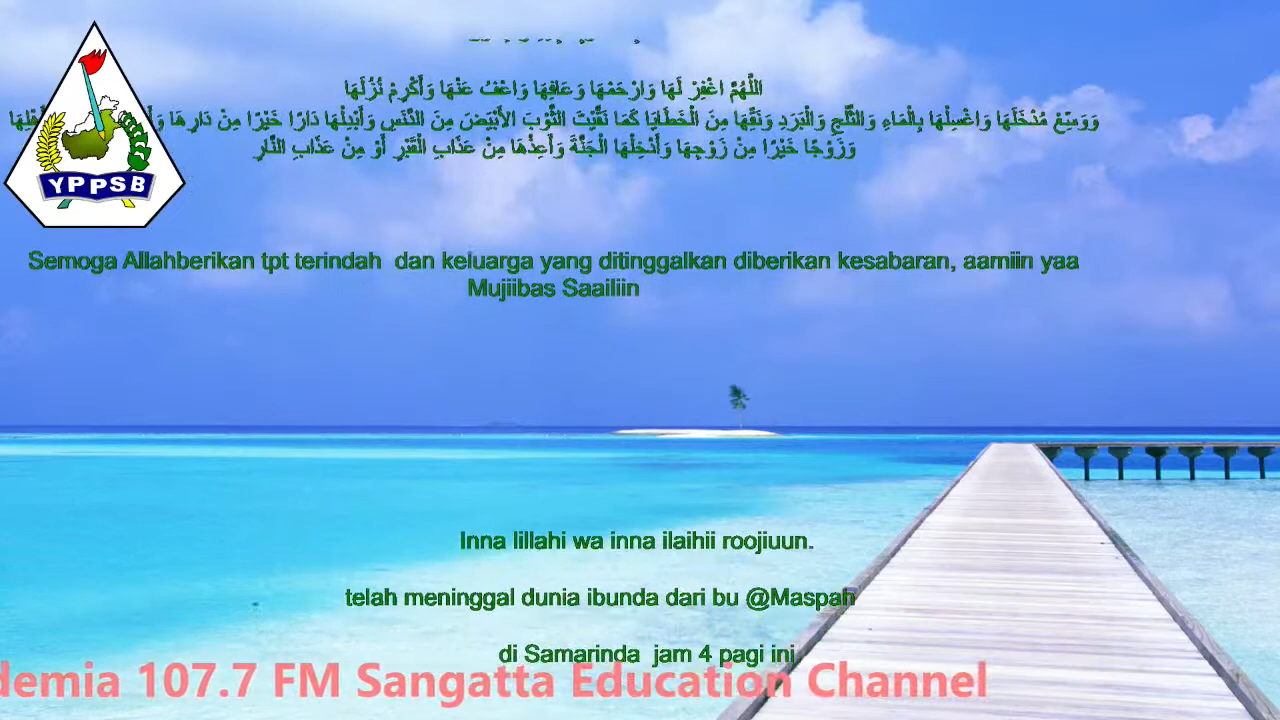 اللَّهُمَّ اغْفِرْ لَهَا وَارْحَمْهَا وَعَافِهَا وَاعْفُ عَنْهَا وَأَكْرِمْ نُزُلَهَا
وَوَسِّعْ مُدْخَلَهَا وَاغْسِلْهَا بِالْمَاءِ وَالثَّلْجِ وَالْبَرَدِ وَنَقِّهَا مِنَ الْخَطَايَا كَمَا نَقَّيْتَ الثَّوْبَ الأَبْيَضَ مِنَ الدَّنَسِ وَأَبْدِلْهَا دَارًا خَيْرًا مِنْ دَارِهَا
وَزَوْجًا خَيْرًا مِنْ زَوْجِهَا وَأَدْخِلْهَا الْجَنَّةَ وَأَعِذْهَا مِنْ عَذَابِ الْقَبْرِ أَوْ مِنْ عَذَابِ النَّارِ
YPPSB
Semoga Allahberikan tpt terindah dan keluarga yang ditinggalkan diberikan kesabaran, aamiin yaa
Mujiibas Saailiin
Inna lillahi wa inna ilaihii roojiuun.
telah meninggal dunia ibunda dari bu @Maspah
di Samarinda jam 4 pagi ini
demia 107.7 FM Sangatta Education Channel